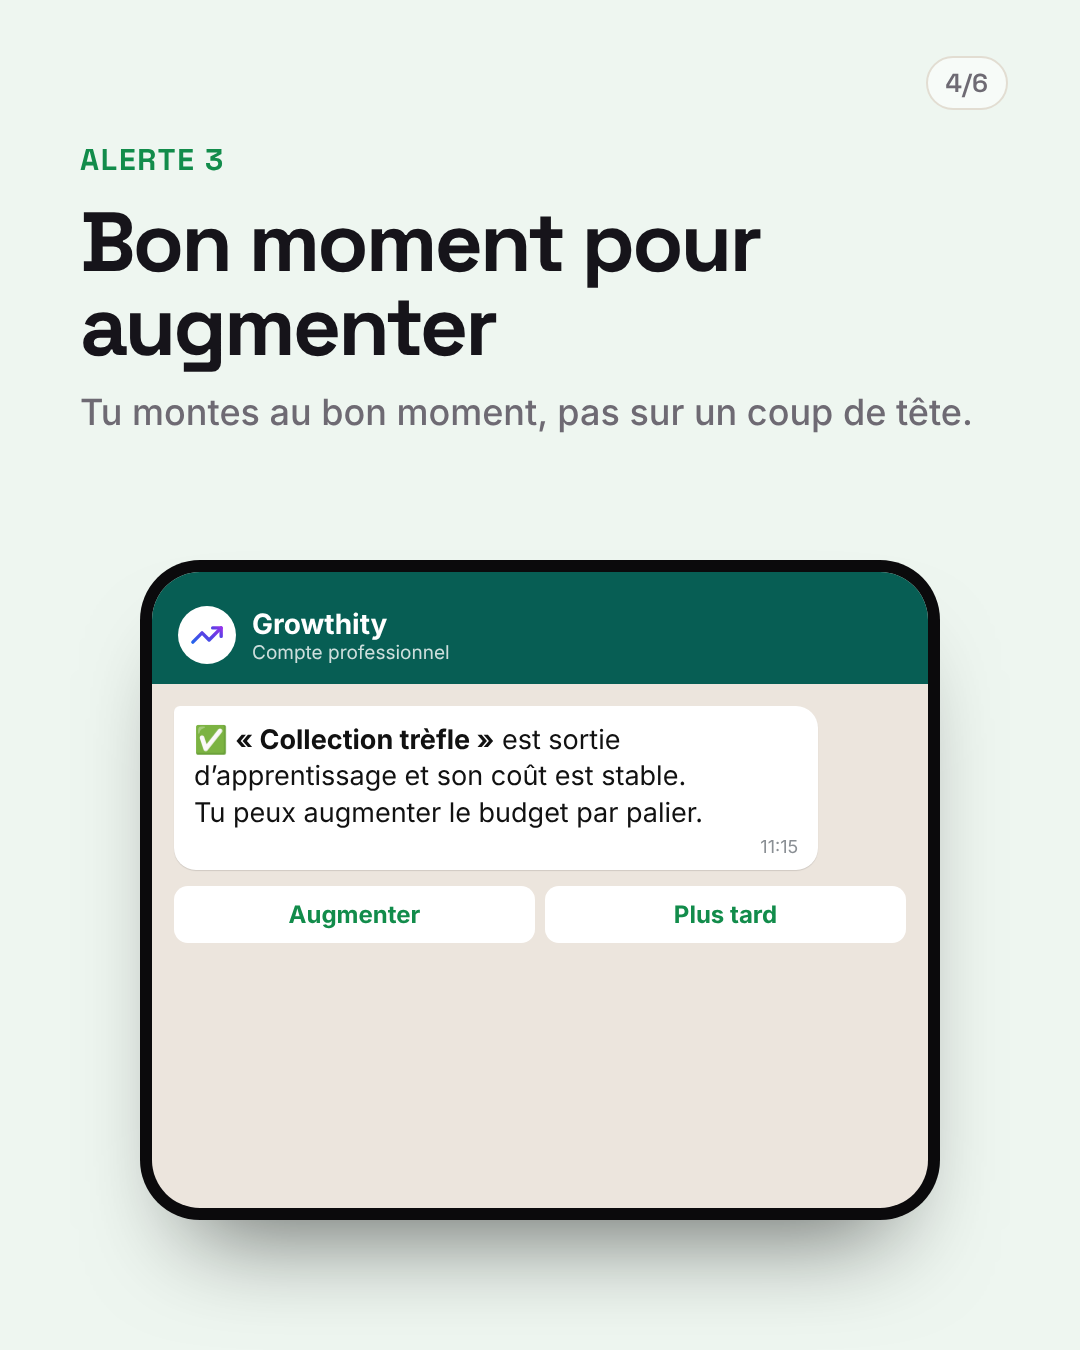 4/6
ALERTE 3
Bon moment pour
augmenter
Tu montes au bon moment, pas sur un coup de tête.
Growthity
Compte professionnel
✅ « Collection trèfle » est sortie
d’apprentissage et son coût est stable.
Tu peux augmenter le budget par palier.
11:15
Augmenter
Plus tard